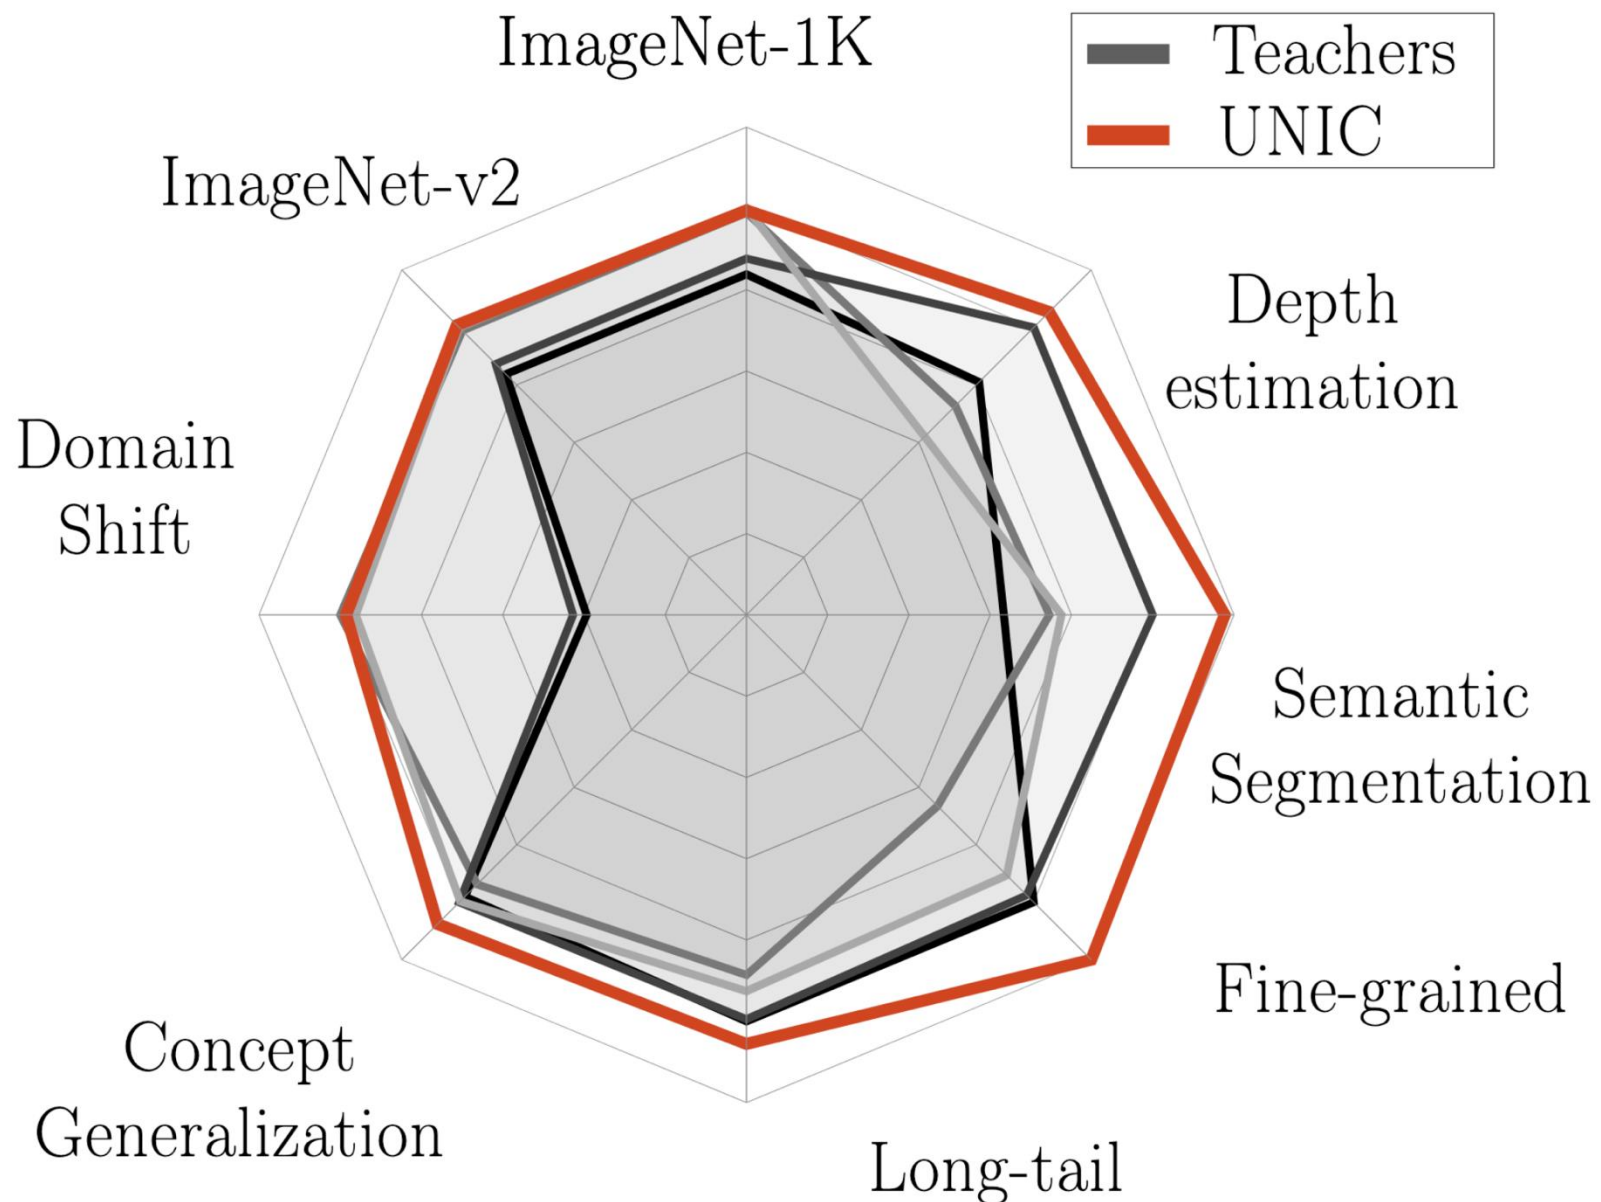 ImageNet-1K
Teachers
UNIC
ImageNet-v2
Depth
estimation
Domain
Shift
Semantic
Segmentation
Fine-grained
Concept
Generalization
Long-tail